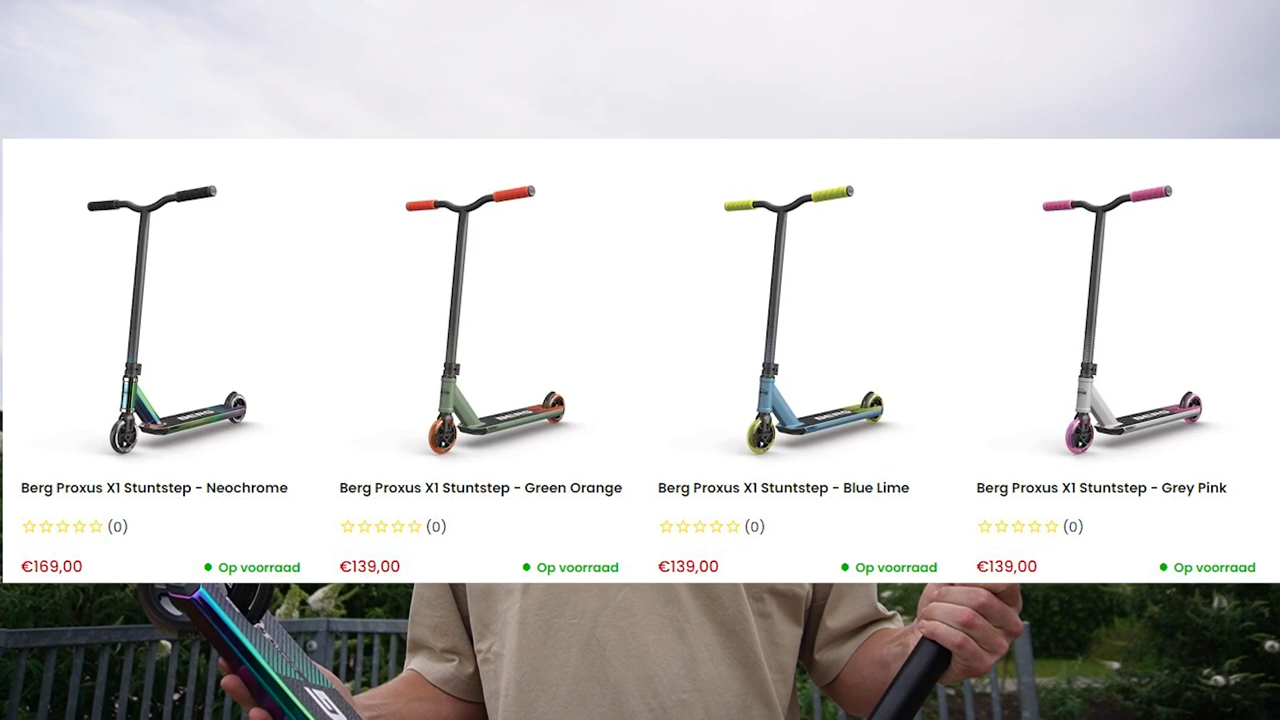 Berg Proxus X1 Stuntstep - Neochrome
(0)
€169,00
Op voorraad
Berg Proxus X1 Stuntstep - Green Orange
(0)
€139,00
Op voorraad
Berg Proxus X1 Stuntstep - Blue Lime
(0)
€139,00
Op voorraad
Berg Proxus X1 Stuntstep - Grey Pink
(0)
€139,00
Op voorraad